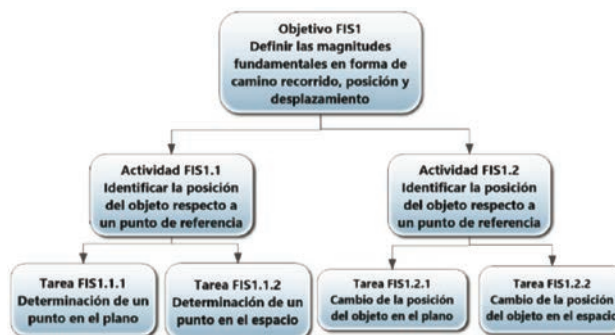 Objetivo FIS1
Definir las magnitudes
fundamentales en forma de
camino recorrido, posición y
desplazamiento
Actividad FIS1.1
Identificar la posición
del objeto respecto a
un punto de referencia
Actividad FIS1.2
Identificar la posición
del objeto respecto a
un punto de referencia
Tarea FIS1.1.1
Determinación de un
punto en el plano
Tarea FIS1.1.2
Determinación de un
punto en el espacio
Tarea FIS1.2.1
Cambio de la posición
del objeto en el plano
Tarea FIS1.2.2
Cambio de la posición
del objeto en el espacio